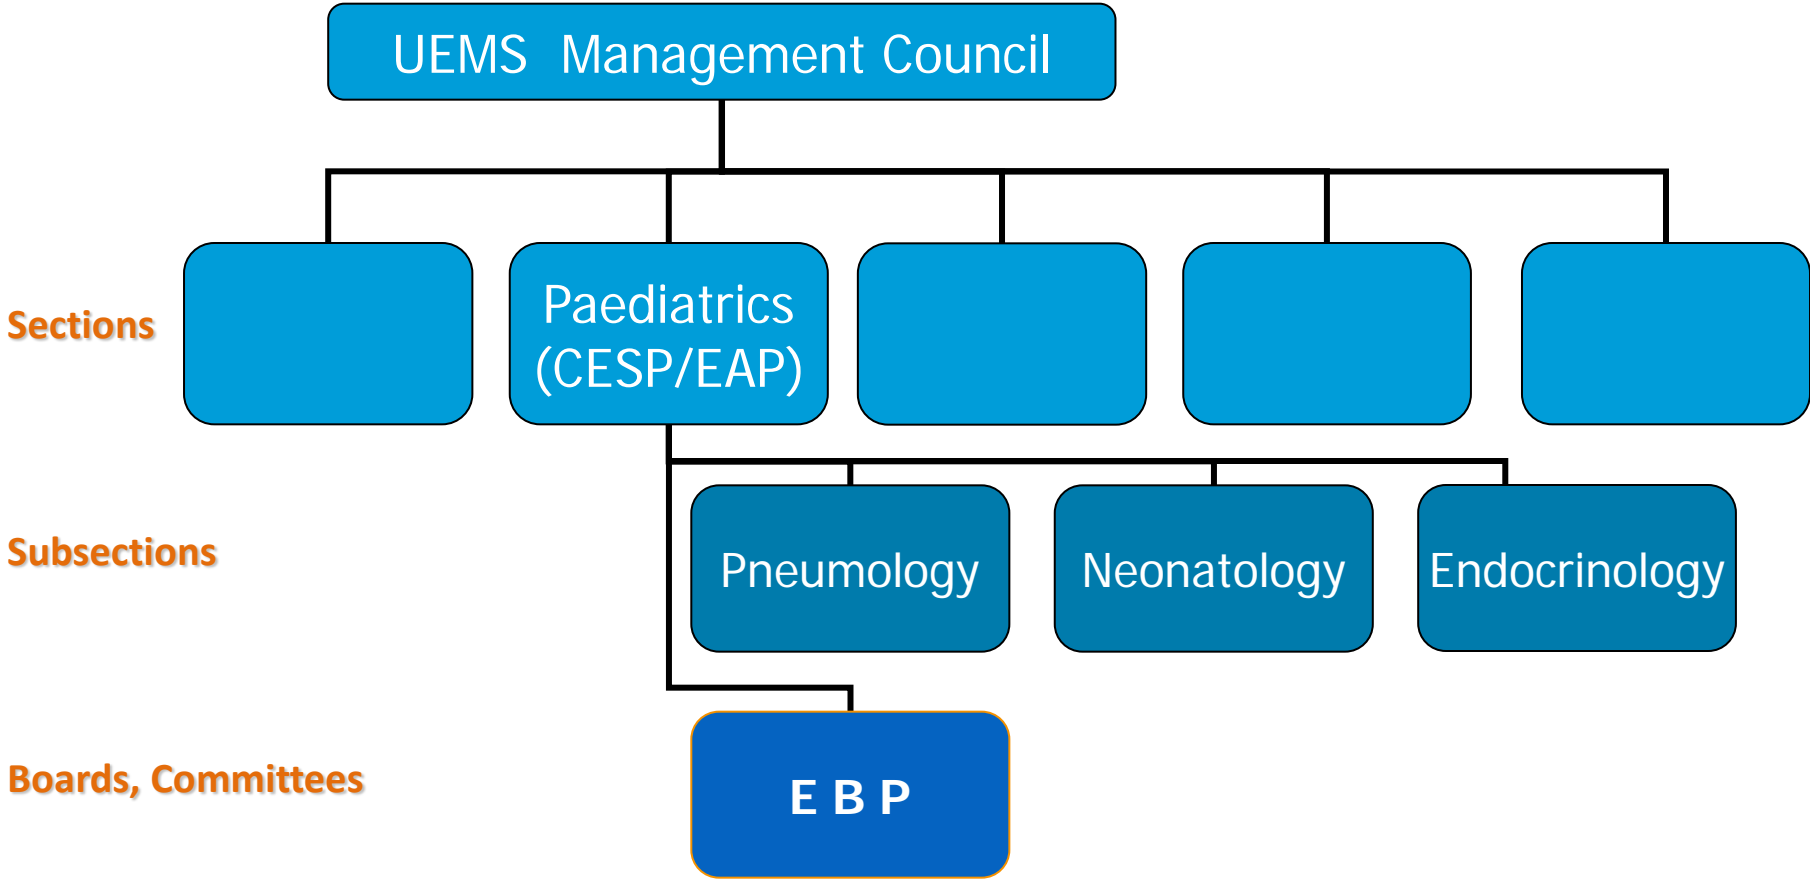 UEMS  Management Council
Sections
Paediatrics
(CESP/EAP)
Subsections
Pneumology
Neonatology
Endocrinology
Boards, Committees
E B P